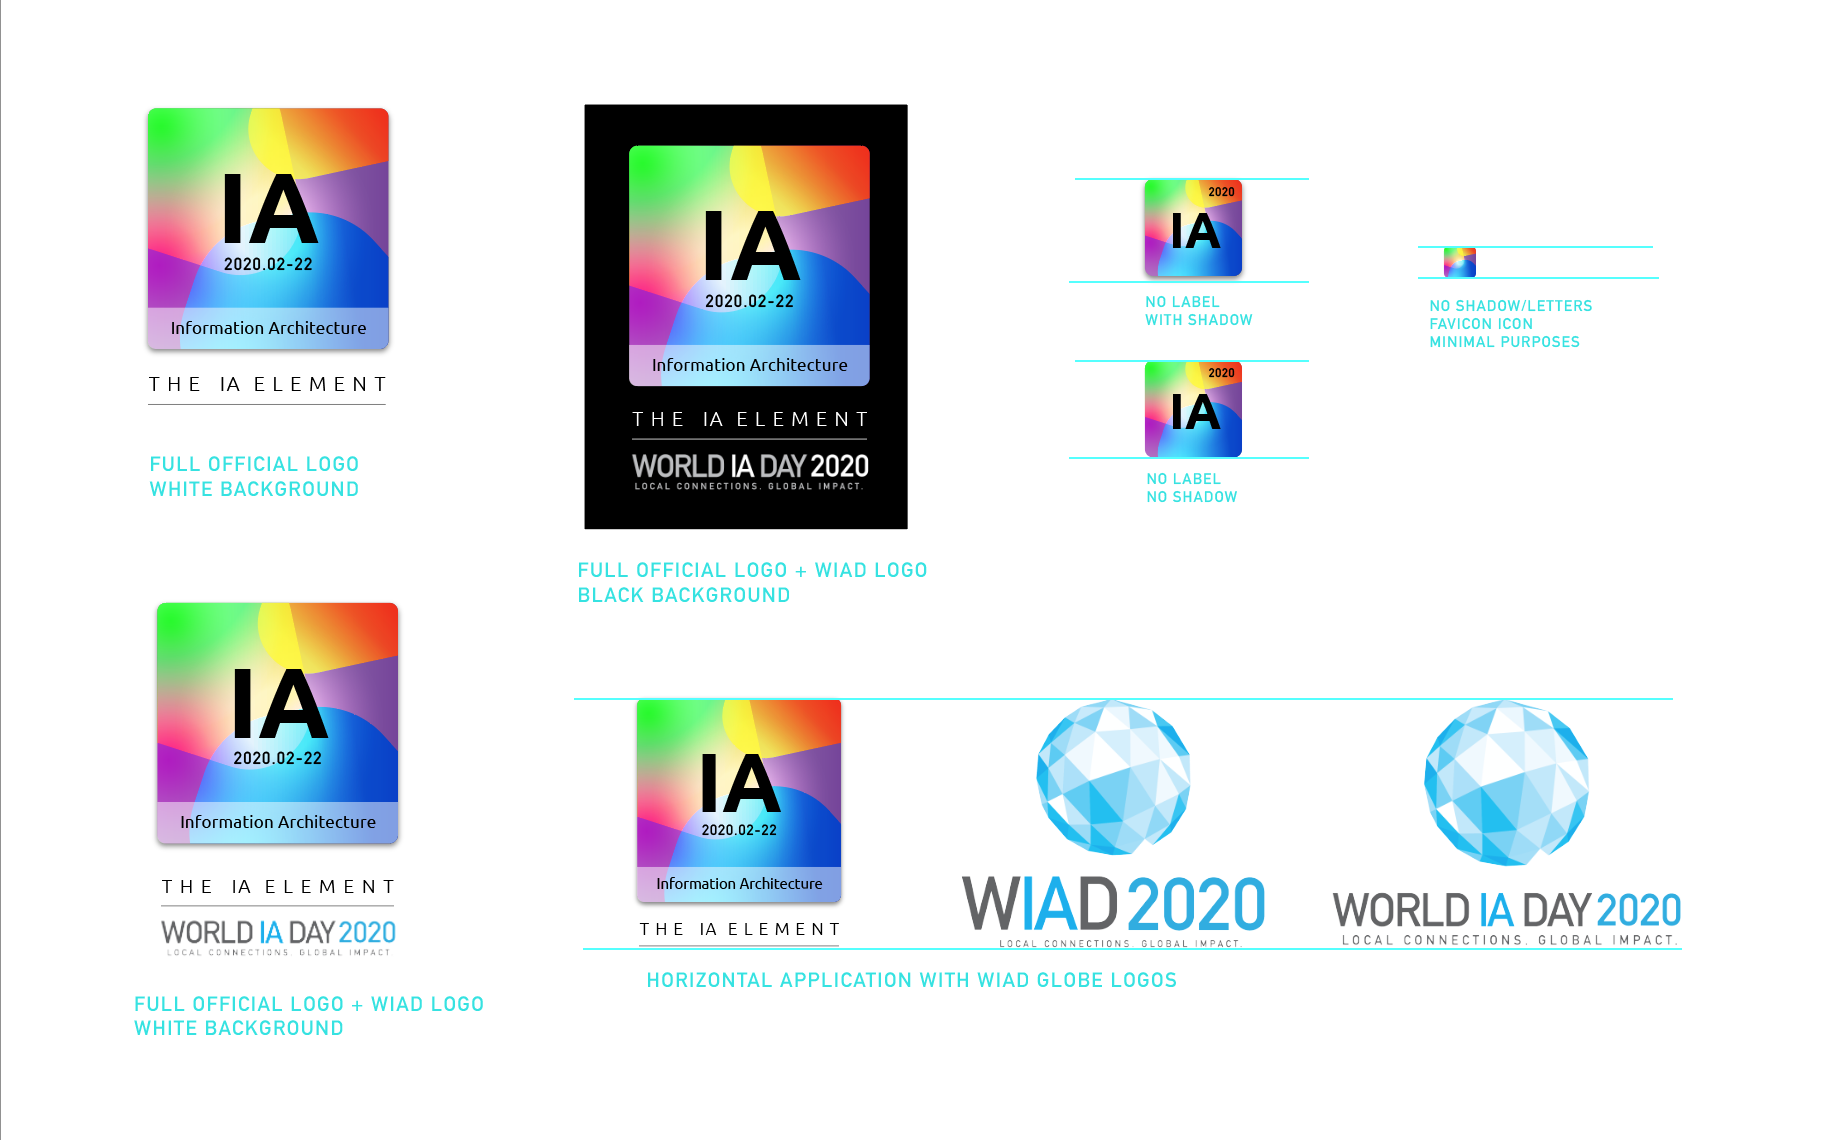 IA
2020.02-22
Information Architecture
THE IA ELEMENT
FULL OFFICIAL LOGO
WHITE BACKGROUND
IA
2020.02-22
Information Architecture
THE IA ELEMENT
WORLD IA DAY 2020
LOCAL CONNECTIONS. GLOBAL IMPACT.
FULL OFFICIAL LOGO + WIAD LOGO
BLACK BACKGROUND
2020
IA
NO LABEL
WITH SHADOW
2020
IA
NO LABEL
NO SHADOW
NO SHADOW/LETTERS
FAVICON ICON
MINIMAL PURPOSES
IA
2020.02-22
Information Architecture
THE IA ELEMENT
WORLD IA DAY 2020
LOCAL CONNECTIONS. GLOBAL IMPACT.
FULL OFFICIAL LOGO + WIAD LOGO
WHITE BACKGROUND
IA
2020.02-22
Information Architecture
THE IA ELEMENT
WIAD 2020
LOCAL CONNECTIONS. GLOBAL IMPACT.
WORLD IA DAY 2020
LOCAL CONNECTIONS. GLOBAL IMPACT.
HORIZONTAL APPLICATION WITH WIAD GLOBE LOGOS